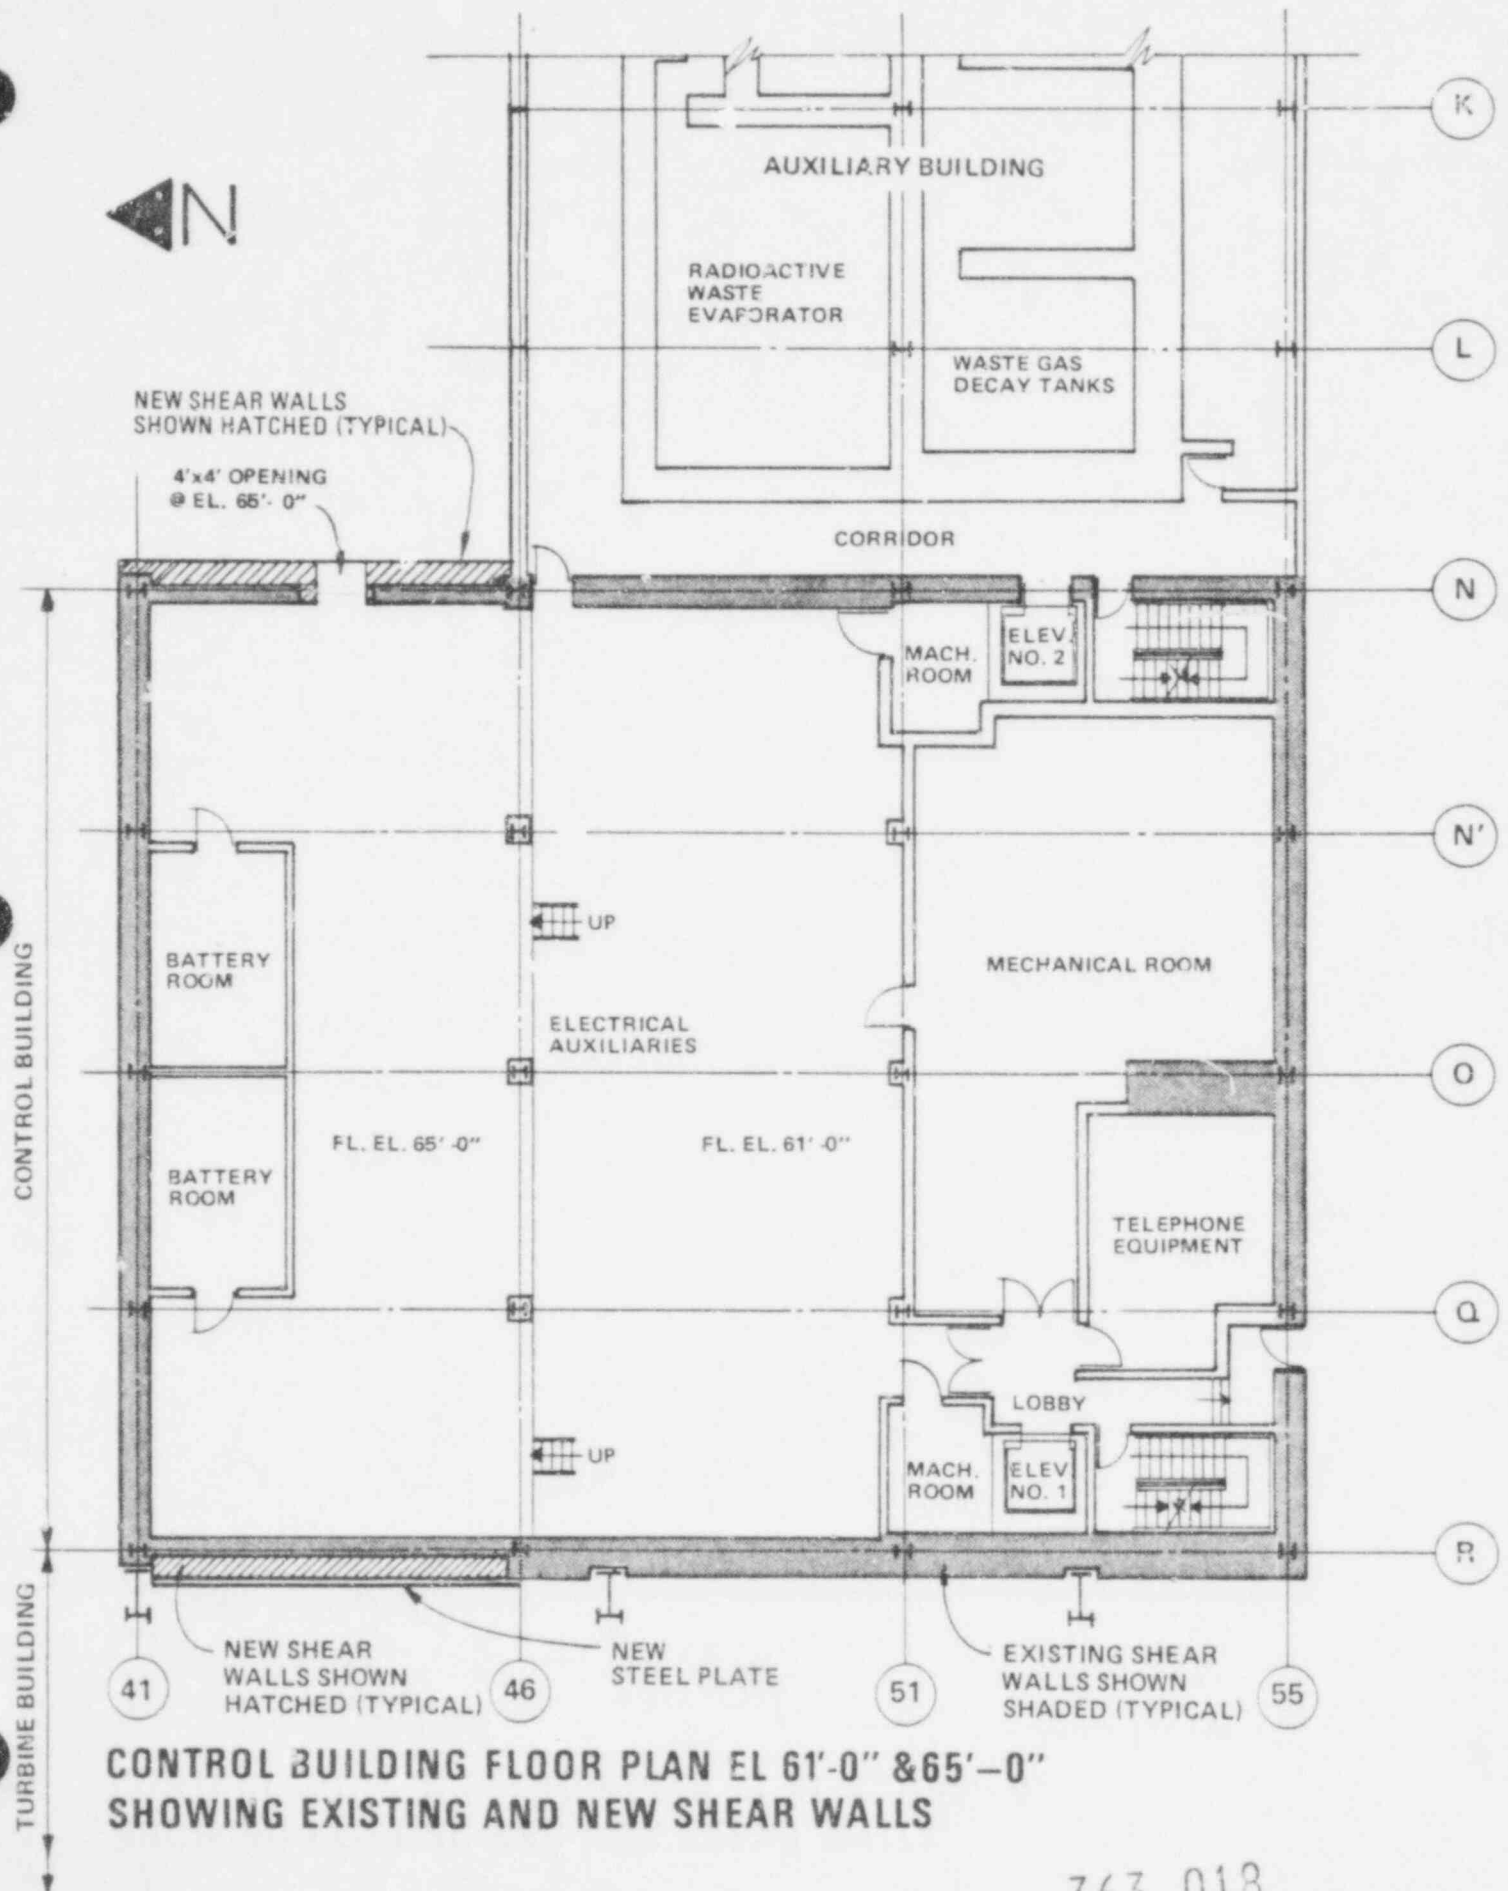 K
N
AUXILIARY BUILDING
RADIOACTIVE
WASTE
EVAPORATOR
L
WASTE GAS
DECAY TANKS
NEW SHEAR WALLS
SHOWN HATCHED (TYPICAL)
4'x4' OPENING
@ EL. 65'- 0"
CORRIDOR
N
MACH.
ROOM
ELEV.
NO. 2
N'
UP
BATTERY
ROOM
MECHANICAL ROOM
ELECTRICAL
AUXILIARIES
CONTROL BUILDING
O
FL. EL. 65'-0"
FL. EL. 61'-0"
BATTERY
ROOM
TELEPHONE
EQUIPMENT
Q
LOBBY
UP
MACH.
ROOM
ELEV.
NO. 1
R
TURBINE BUILDING
NEW SHEAR
WALLS SHOWN
HATCHED (TYPICAL)
NEW
STEEL PLATE
EXISTING SHEAR
WALLS SHOWN
SHADED (TYPICAL)
41
46
51
55
CONTROL BUILDING FLOOR PLAN EL 61'-0" &65'–0"
SHOWING EXISTING AND NEW SHEAR WALLS
018